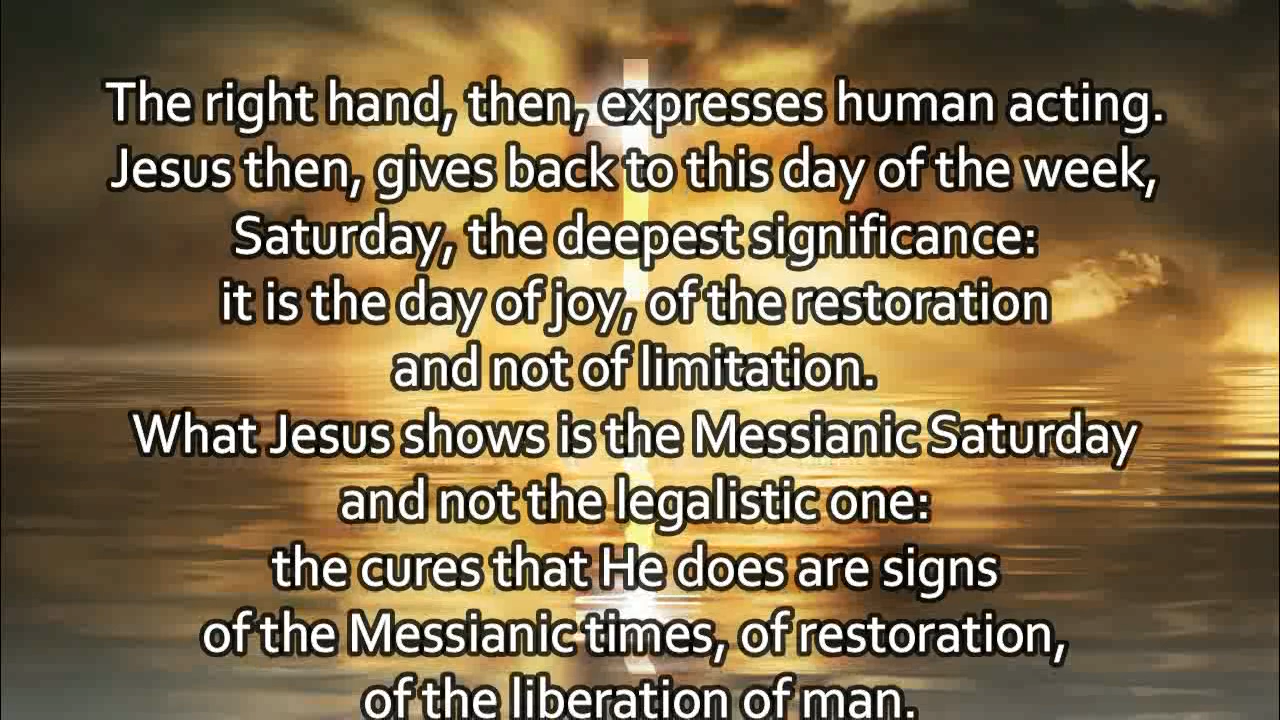 The right hand, then, expresses human acting.
Jesus then, gives back to this day of the week,
Saturday, the deepest significance:
it is the day of joy, of the restoration
and not of limitation.
What Jesus shows is the Messianic Saturday
and not the legalistic one:
the cures that He does are signs
of the Messianic times, of restoration,
of the liberation of man.